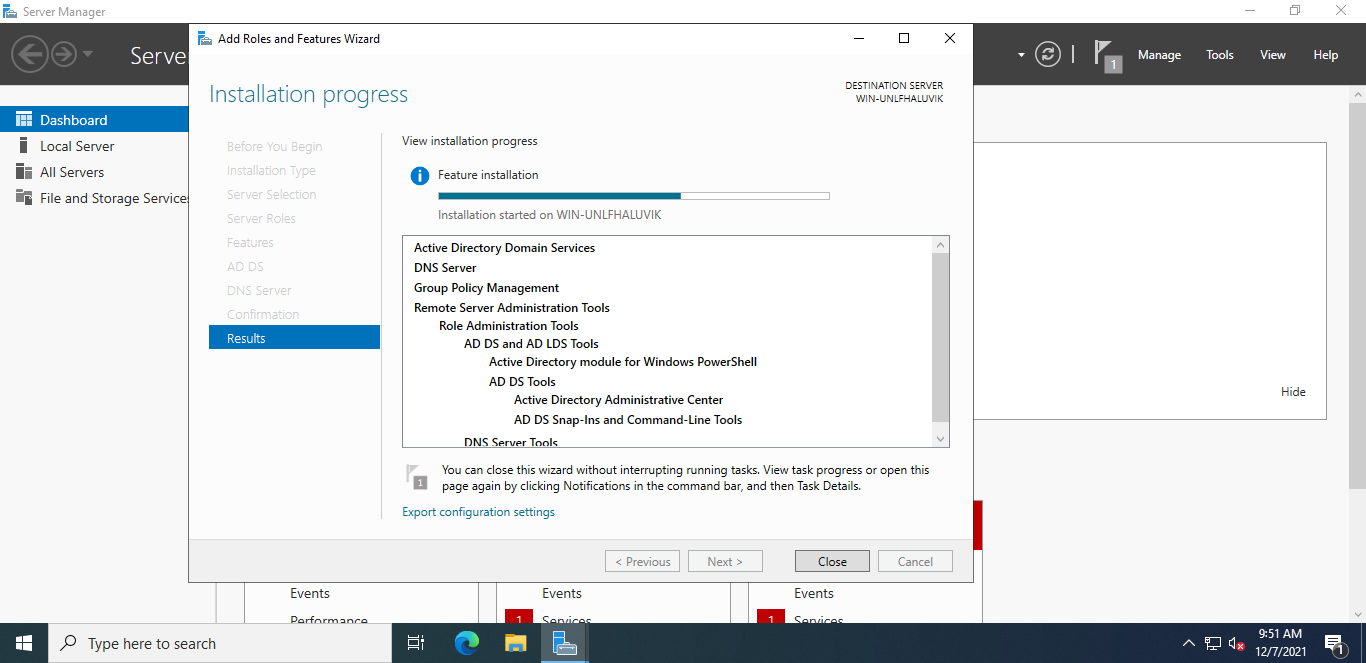 Server Manager
Add Roles and Features Wizard
Serve
1
Manage
Tools
View
Help
Installation progress
DESTINATION SERVER
WIN-UNLFHALUVIK
Dashboard
Local Server
All Servers
File and Storage Services
Before You Begin
Installation Type
Server Selection
Server Roles
Features
AD DS
DNS Server
Confirmation
Results
View installation progress
Feature installation
Installation started on WIN-UNLFHALUVIK
Active Directory Domain Services
DNS Server
Group Policy Management
Remote Server Administration Tools
Role Administration Tools
AD DS and AD LDS Tools
Active Directory module for Windows PowerShell
AD DS Tools
Active Directory Administrative Center
AD DS Snap-Ins and Command-Line Tools
DNS Server Tools
1
You can close this wizard without interrupting running tasks. View task progress or open this
page again by clicking Notifications in the command bar, and then Task Details.
Export configuration settings
< Previous
Next >
Close
Cancel
Hide
Events
Events
Events
Performance
1 Services
1 Services
Type here to search
9:51 AM
12/7/2021
1